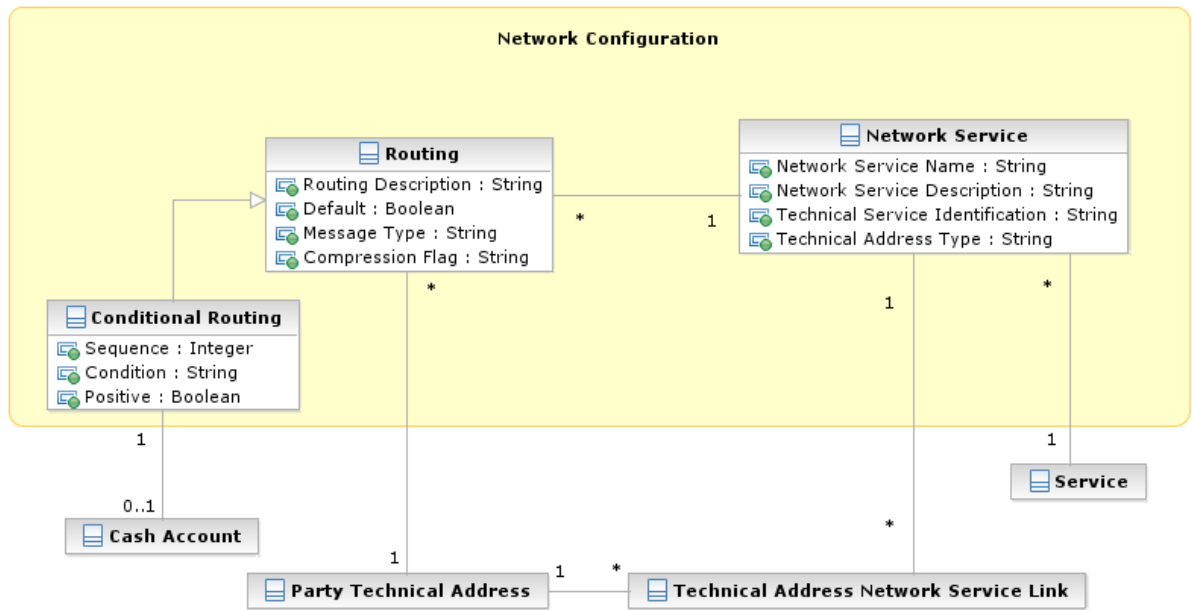 Network Configuration
Routing
Routing Description : String
Default : Boolean
Message Type : String
Compression Flag : String
Network Service
Network Service Name : String
Network Service Description : String
Technical Service Identification : String
Technical Address Type : String
*
1
*
1
*
Conditional Routing
Sequence : Integer
Condition : String
Positive : Boolean
1
0..1
1
Service
Cash Account
*
1
1
*
Party Technical Address
Technical Address Network Service Link